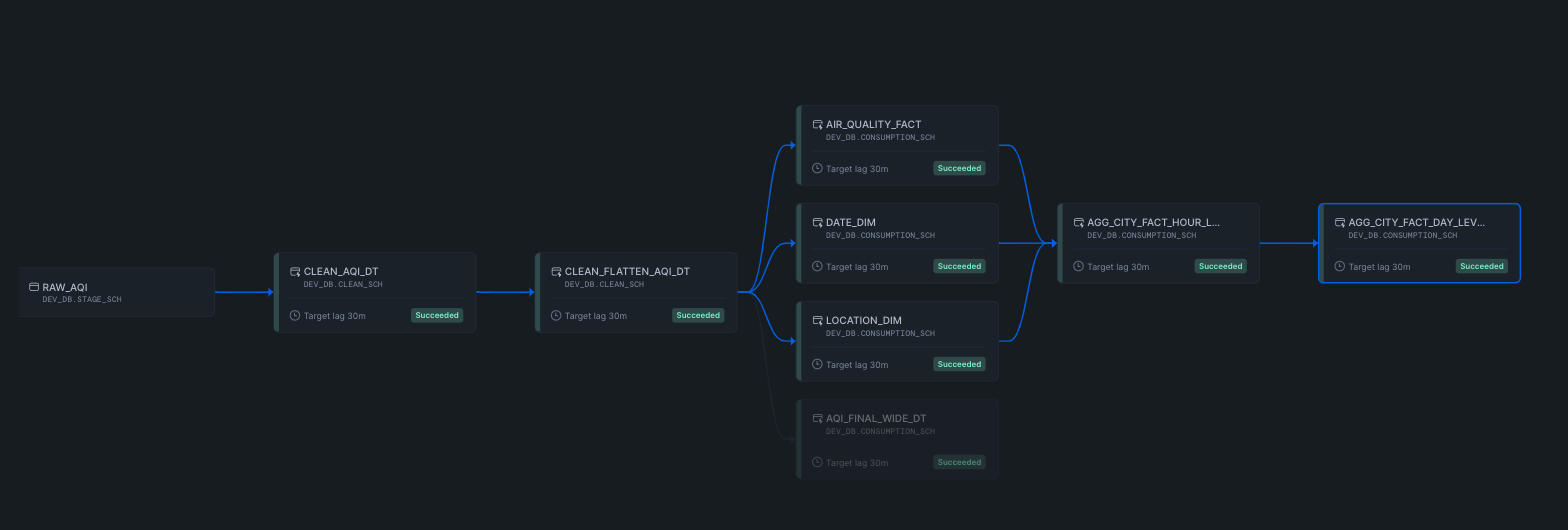 RAW_AQI
DEV_DB.STAGE_SCH
CLEAN_AQI_DT
DEV_DB.CLEAN_SCH
Target lag 30m
Succeeded
CLEAN_FLATTEN_AQI_DT
DEV_DB.CLEAN_SCH
Target lag 30m
Succeeded
AIR_QUALITY_FACT
DEV_DB.CONSUMPTION_SCH
Target lag 30m
Succeeded
DATE_DIM
DEV_DB.CONSUMPTION_SCH
Target lag 30m
Succeeded
LOCATION_DIM
DEV_DB.CONSUMPTION_SCH
Target lag 30m
Succeeded
AQI_FINAL_WIDE_DT
DEV_DB.CONSUMPTION_SCH
Target lag 30m
Succeeded
AGG_CITY_FACT_HOUR_L...
DEV_DB.CONSUMPTION_SCH
Target lag 30m
Succeeded
AGG_CITY_FACT_DAY_LEV...
DEV_DB.CONSUMPTION_SCH
Target lag 30m
Succeeded